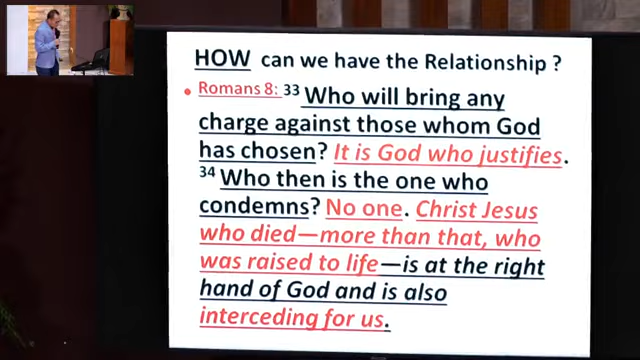 HOW can we have the Relationship ?
• Romans 8: 33 Who will bring any
charge against those whom God
has chosen? It is God who justifies.
34 Who then is the one who
condemns? No one. Christ Jesus
who died—more than that, who
was raised to life—is at the right
hand of God and is also
interceding for us.